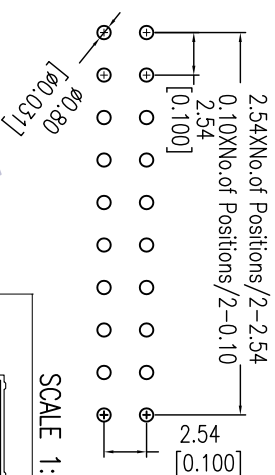 2.54XNo.of Positions/2-2.54
0.10XNo.of Positions/2-0.10
2.54
[0.100]
ø0.80
[ø0.031]
2.54
[0.100]
SCALE 1: